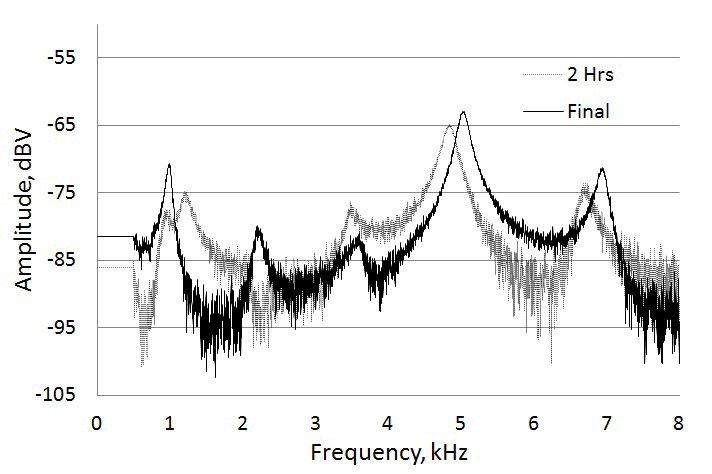 -55
-65
-75
-85
-95
-105
Amplitude, dBV
2 Hrs
Final
0 1 2 3 4 5 6 7 8
Frequency, kHz